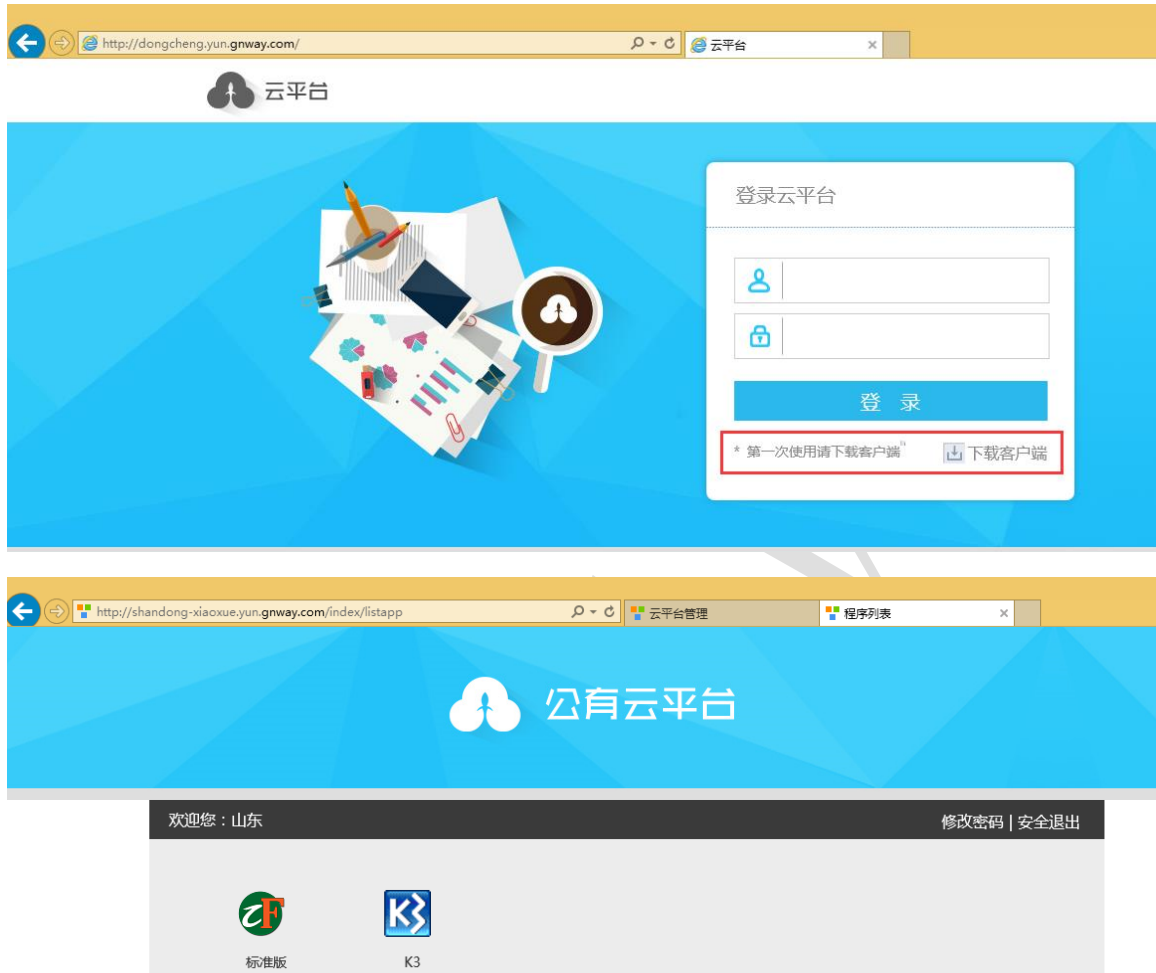 http://dongcheng.yun.gnway.com/
云平台
云平台
登录云平台
登 录
* 第一次使用请下载客户端
下载客户端
http://shandong-xiaoxue.yun.gnway.com/index/listapp
云平台管理
程序列表
公有云平台
欢迎您：山东
修改密码 | 安全退出
标准版
K3